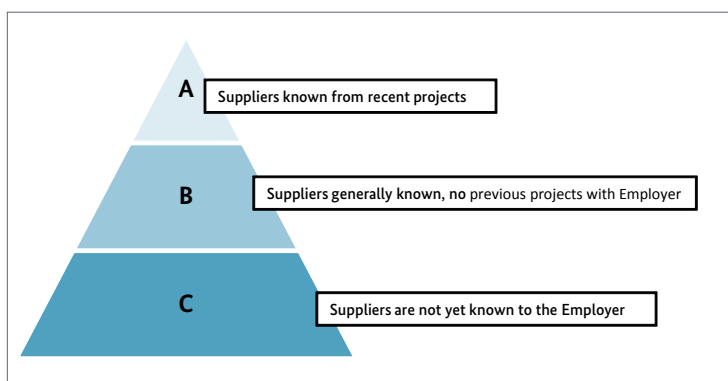 A
Suppliers known from recent projects
B
Suppliers generally known, no previous projects with Employer
C
Suppliers are not yet known to the Employer